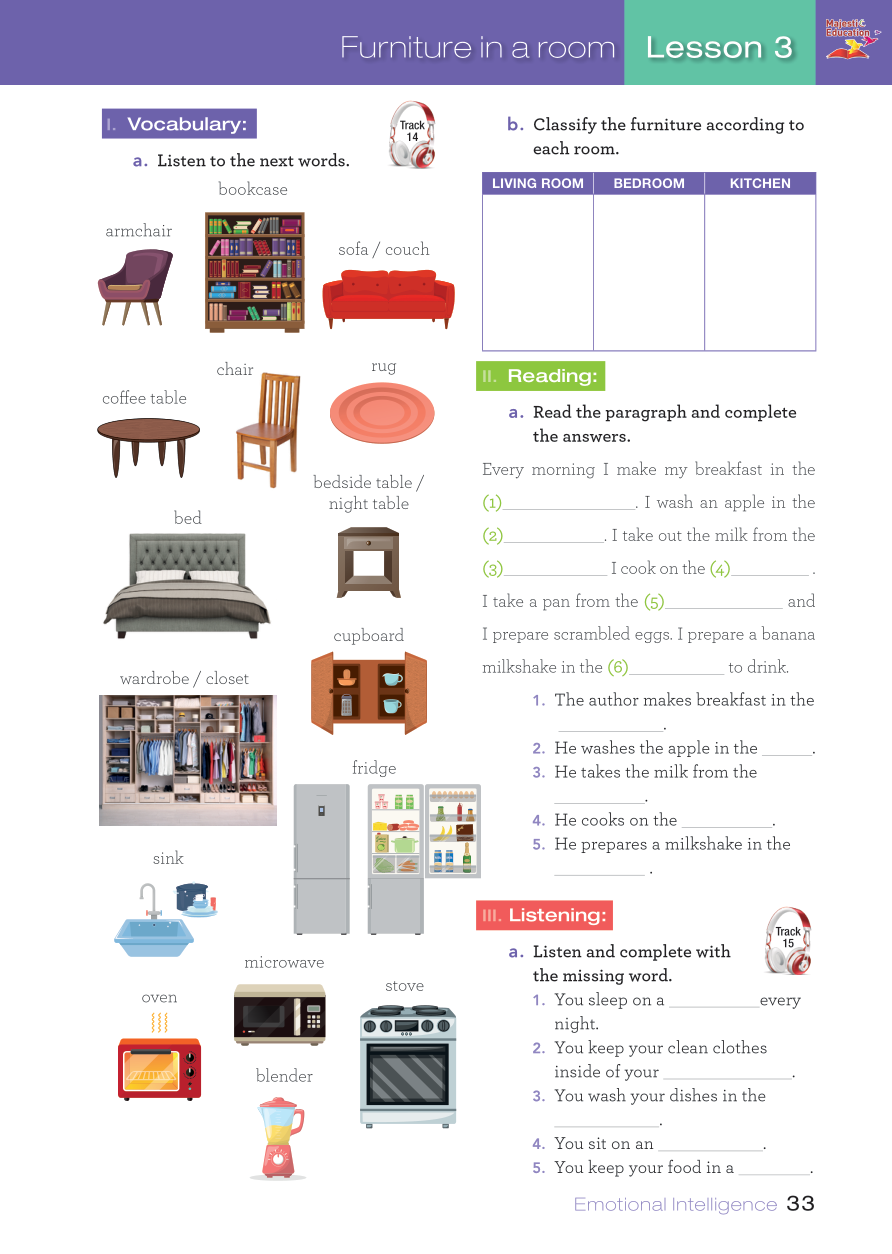 Furniture in a room
Lesson 3
Majestic
Education
I. Vocabulary:
Track
14
a. Listen to the next words.
bookcase
armchair
sofa / couch
chair
rug
coffee table
bedside table /
night table
bed
cupboard
wardrobe / closet
fridge
sink
microwave
stove
oven
blender
b. Classify the furniture according to
each room.
LIVING ROOM BEDROOM KITCHEN
II. Reading:
a. Read the paragraph and complete
the answers.
Every morning I make my breakfast in the
(1)_______________. I wash an apple in the
(2)____________. I take out the milk from the
(3)____________ I cook on the (4)_________ .
I take a pan from the (5)______________ and
I prepare scrambled eggs. I prepare a banana
milkshake in the (6)___________ to drink.
1. The author makes breakfast in the
____________.
2. He washes the apple in the ______.
3. He takes the milk from the
__________.
4. He cooks on the __________.
5. He prepares a milkshake in the
__________ .
III. Listening:
Track
15
a. Listen and complete with
the missing word.
1. You sleep on a __________every
night.
2. You keep your clean clothes
inside of your ______________.
3. You wash your dishes in the
____________.
4. You sit on an ____________.
5. You keep your food in a ________.
Emotional Intelligence 33